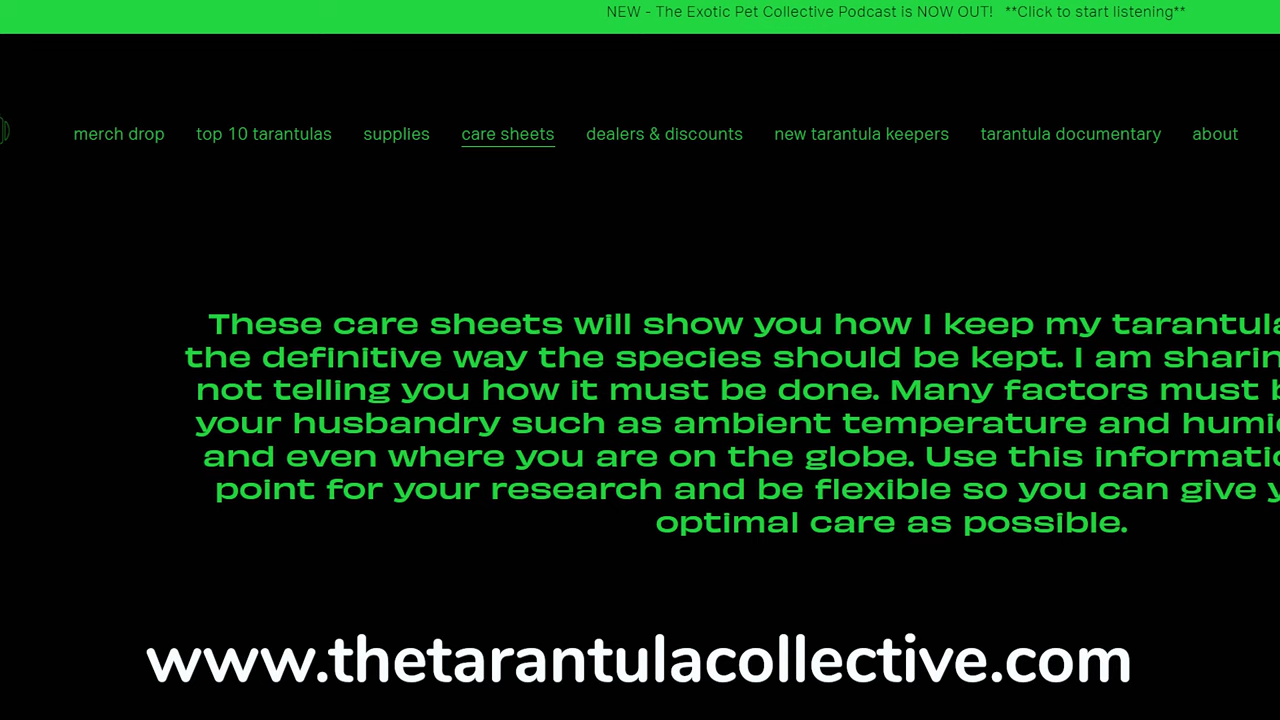 NEW - The Exotic Pet Collective Podcast is NOW OUT! **Click to start listening**
merch drop top 10 tarantulas supplies care sheets dealers & discounts new tarantula keepers tarantula documentary about
These care sheets will show you how I keep my
the definitive way the species should be kept. I am
not telling you how it must be done. Many factors must
your husbandry such as ambient temperature and
and even where you are on the globe. Use this
point for your research and be flexible so you can give
optimal care as possible.
www.thetarantulacollective.com